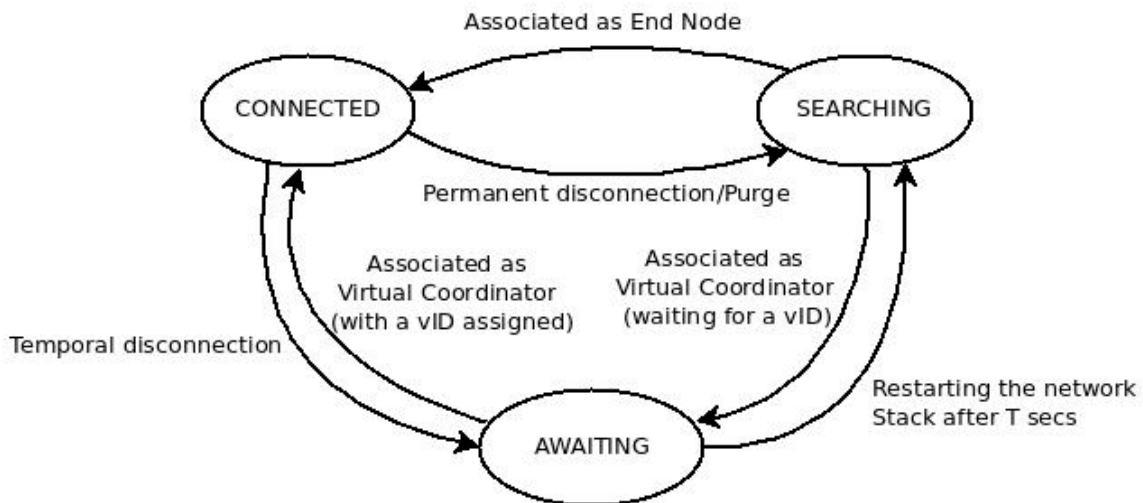 Associated as End Node
CONNECTED
SEARCHING
Permanent disconnection/Purge
Associated as
Virtual Coordinator
(with a vID assigned)
Associated as
Virtual Coordinator
(waiting for a vID)
Temporal disconnection
Restarting the network
Stack after T secs
AWAITING